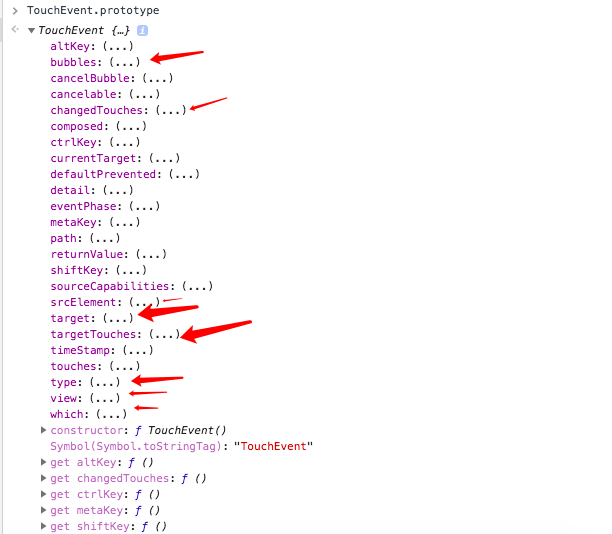 TouchEvent.prototype
TouchEvent {…} i
altKey: (...)
bubbles: (...)
cancelBubble: (...)
cancelable: (...)
changedTouches: (...)
composed: (...)
ctrlKey: (...)
currentTarget: (...)
defaultPrevented: (...)
detail: (...)
eventPhase: (...)
metaKey: (...)
path: (...)
returnValue: (...)
shiftKey: (...)
sourceCapabilities: (...)
srcElement: (...)
target: (...)
targetTouches: (...)
timeStamp: (...)
touches: (...)
type: (...)
view: (...)
which: (...)
constructor: ƒ TouchEvent()
Symbol(Symbol.toStringTag): "TouchEvent"
get altKey: ƒ ()
get changedTouches: ƒ ()
get ctrlKey: ƒ ()
get metaKey: ƒ ()
get shiftKey: ƒ ()